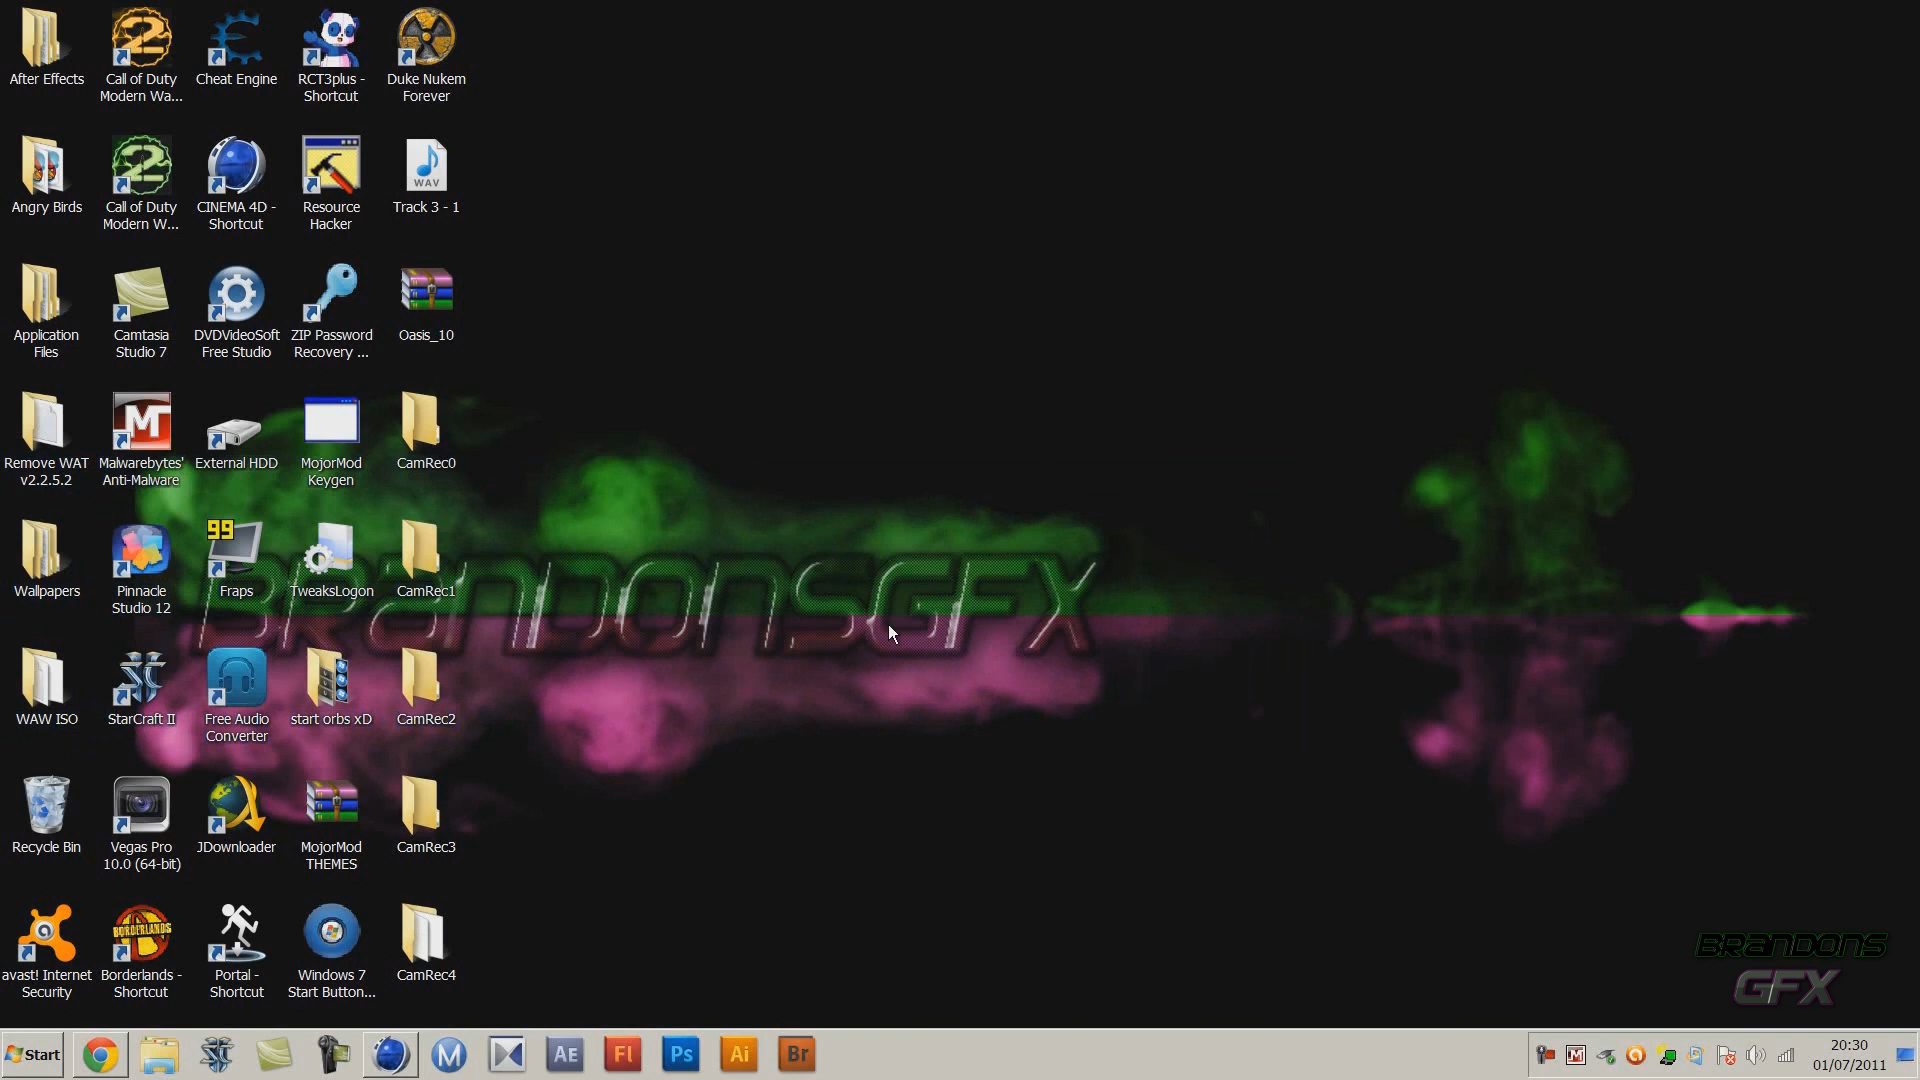 After Effects
Call of Duty
Modern Wa...
Cheat Engine
RCT3plus -
Shortcut
Duke Nukem
Forever
Angry Birds
Call of Duty
Modern W...
CINEMA 4D -
Shortcut
Resource
Hacker
WAV
Track 3 - 1
Application
Files
Camtasia
Studio 7
DVDVideoSoft
Free Studio
ZIP Password
Recovery ...
Oasis_10
Remove WAT
v2.2.5.2
Malwarebytes'
Anti-Malware
External HDD
MojorMod
Keygen
CamRec0
Wallpapers
Pinnacle
Studio 12
99
Fraps
TweaksLogon
CamRec1
BrandonsGFX
WAW ISO
StarCraft II
Free Audio
Converter
start orbs xD
CamRec2
Recycle Bin
Vegas Pro
10.0 (64-bit)
JDownloader
MojorMod
THEMES
CamRec3
avast! Internet
Security
BORDERLANDS
Borderlands -
Shortcut
Portal -
Shortcut
Windows 7
Start Button...
CamRec4
Brandons
GFX
Start
M
AE
Fl
Ps
Ai
Br
20:30
01/07/2011